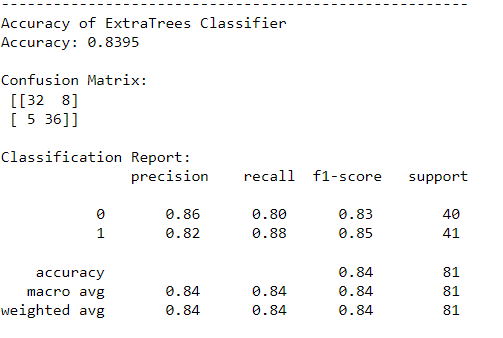 -----------------------------------------------------
Accuracy of ExtraTrees Classifier
Accuracy: 0.8395
Confusion Matrix:
[[32  8]
[ 5 36]]
Classification Report:
precision    recall  f1-score   support
0       0.86      0.80      0.83        40
1       0.82      0.88      0.85        41
accuracy                           0.84        81
macro avg       0.84      0.84      0.84        81
weighted avg       0.84      0.84      0.84        81